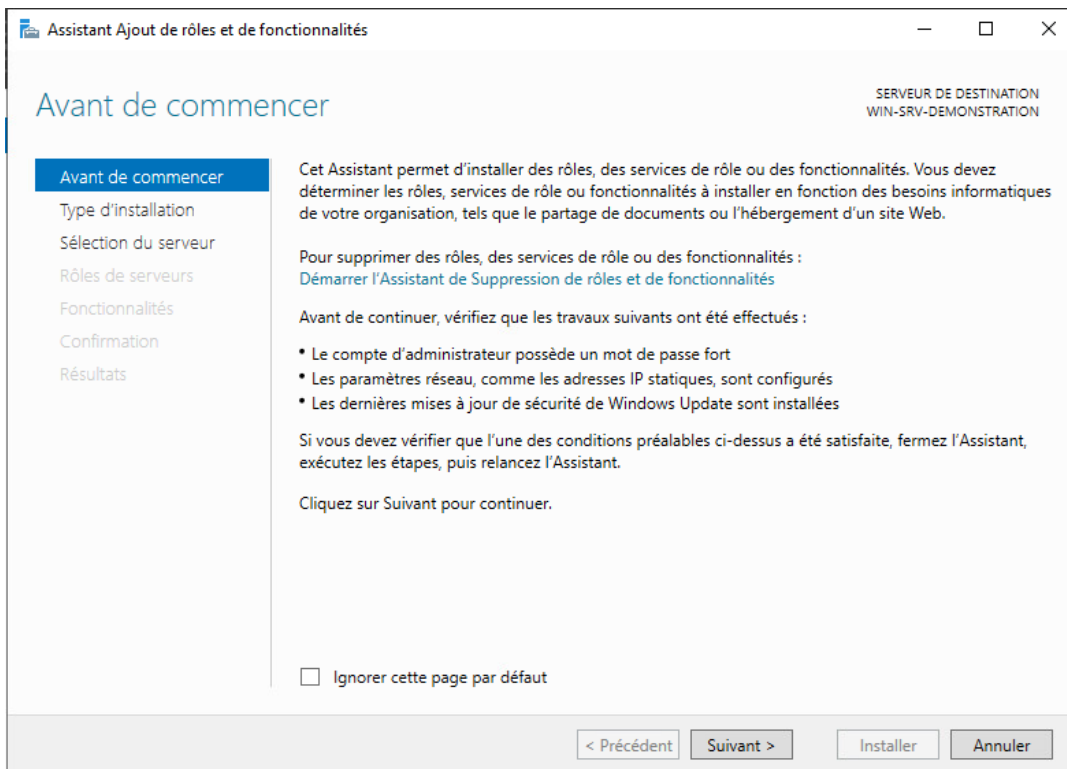 Assistant Ajout de rôles et de fonctionnalités
Avant de commencer
SERVEUR DE DESTINATION
WIN-SRV-DEMONSTRATION
Avant de commencer
Type d'installation
Sélection du serveur
Rôles de serveurs
Fonctionnalités
Confirmation
Résultats
Cet Assistant permet d'installer des rôles, des services de rôle ou des fonctionnalités. Vous devez
déterminer les rôles, services de rôle ou fonctionnalités à installer en fonction des besoins informatiques
de votre organisation, tels que le partage de documents ou l'hébergement d'un site Web.
Pour supprimer des rôles, des services de rôle ou des fonctionnalités :
Démarrer l'Assistant de Suppression de rôles et de fonctionnalités
Avant de continuer, vérifiez que les travaux suivants ont été effectués :
• Le compte d'administrateur possède un mot de passe fort
• Les paramètres réseau, comme les adresses IP statiques, sont configurés
• Les dernières mises à jour de sécurité de Windows Update sont installées
Si vous devez vérifier que l'une des conditions préalables ci-dessus a été satisfaite, fermez l'Assistant,
exécutez les étapes, puis relancez l'Assistant.
Cliquez sur Suivant pour continuer.
Ignorer cette page par défaut
< Précédent
Suivant >
Installer
Annuler